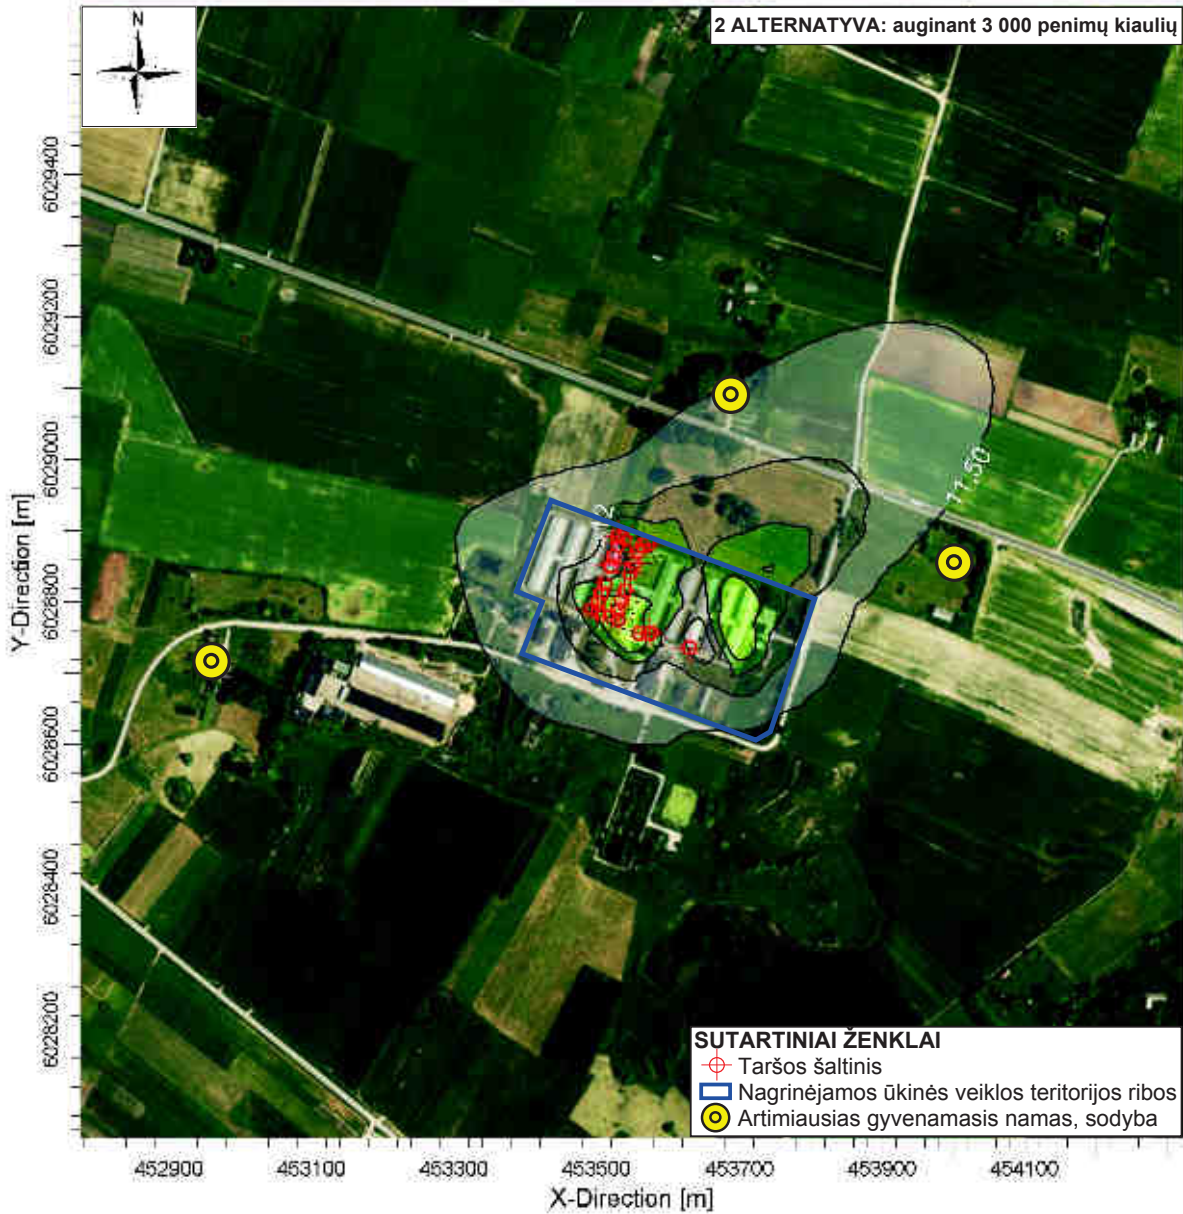 2 ALTERNATYVA: auginant 3 000 penimų kiaulių
N
6029400
6029200
6029000
6028800
6028600
6028400
6028200
Y-Direction [m]
11.50
12
SUTARTINIAI ŽENKLAI
Taršos šaltinis
Nagrinėjamos ūkinės veiklos teritorijos ribos
Artimiausias gyvenamasis namas, sodyba
452900 453100 453300 453500 453700 453900 454100
X-Direction [m]